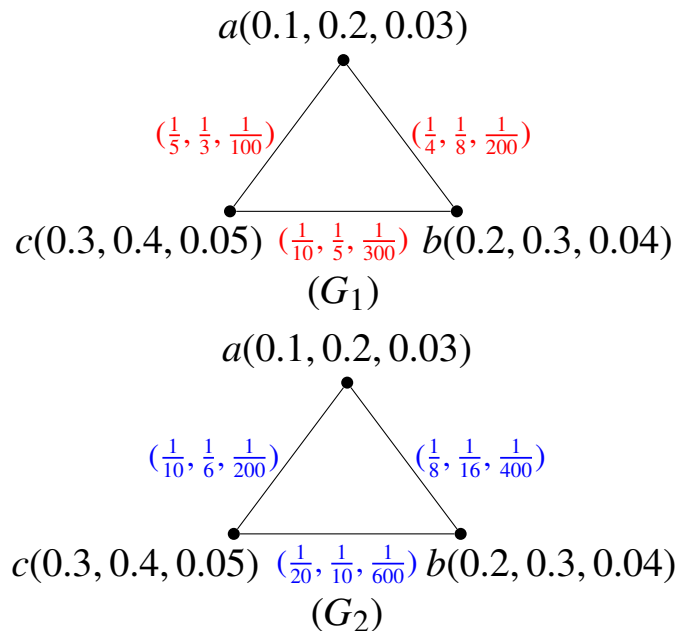 a(0.1, 0.2, 0.03)
(1/5, 1/3, 1/100) (1/4, 1/8, 1/200)
c(0.3, 0.4, 0.05) (1/10, 1/5, 1/300) b(0.2, 0.3, 0.04)
(G₁)
a(0.1, 0.2, 0.03)
(1/10, 1/6, 1/200) (1/8, 1/16, 1/400)
c(0.3, 0.4, 0.05) (1/20, 1/10, 1/600) b(0.2, 0.3, 0.04)
(G₂)